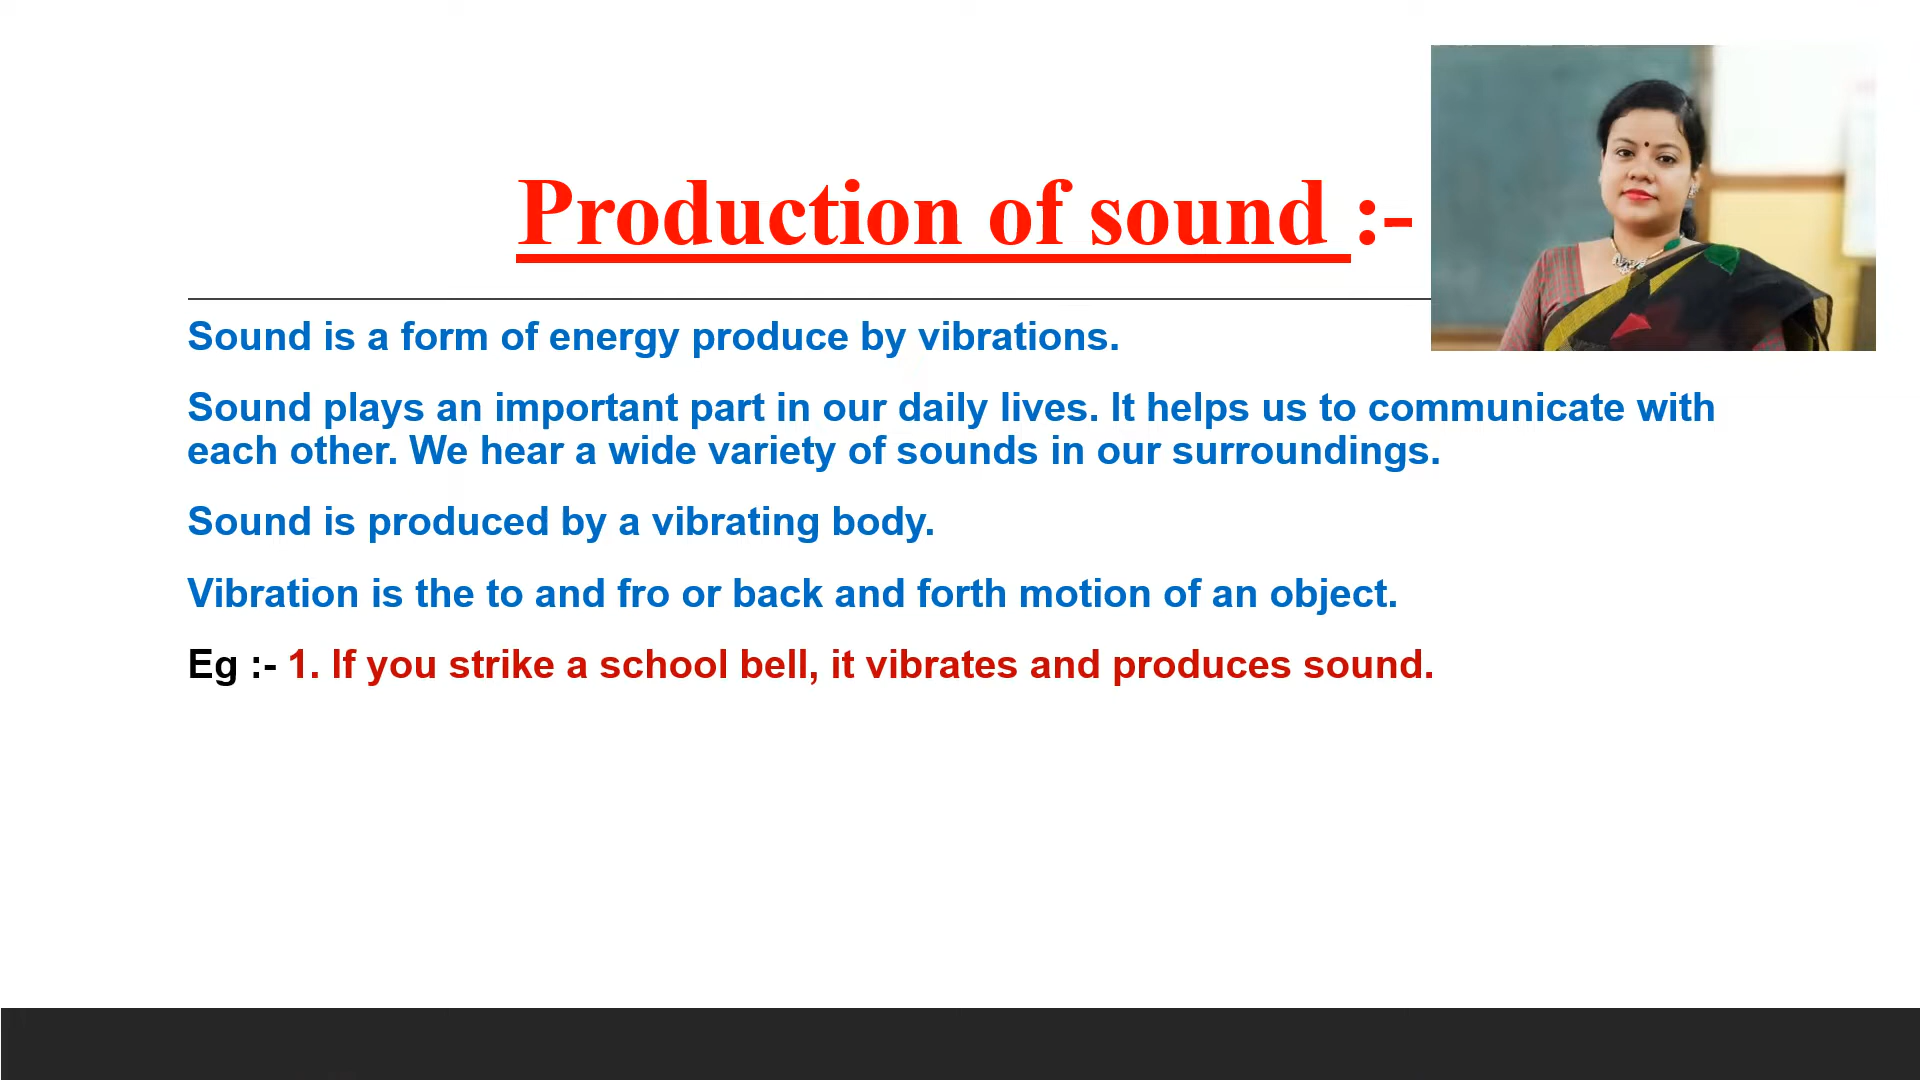 Production of sound :-
Sound is a form of energy produce by vibrations.
Sound plays an important part in our daily lives. It helps us to communicate with
each other. We hear a wide variety of sounds in our surroundings.
Sound is produced by a vibrating body.
Vibration is the to and fro or back and forth motion of an object.
Eg :- 1. If you strike a school bell, it vibrates and produces sound.